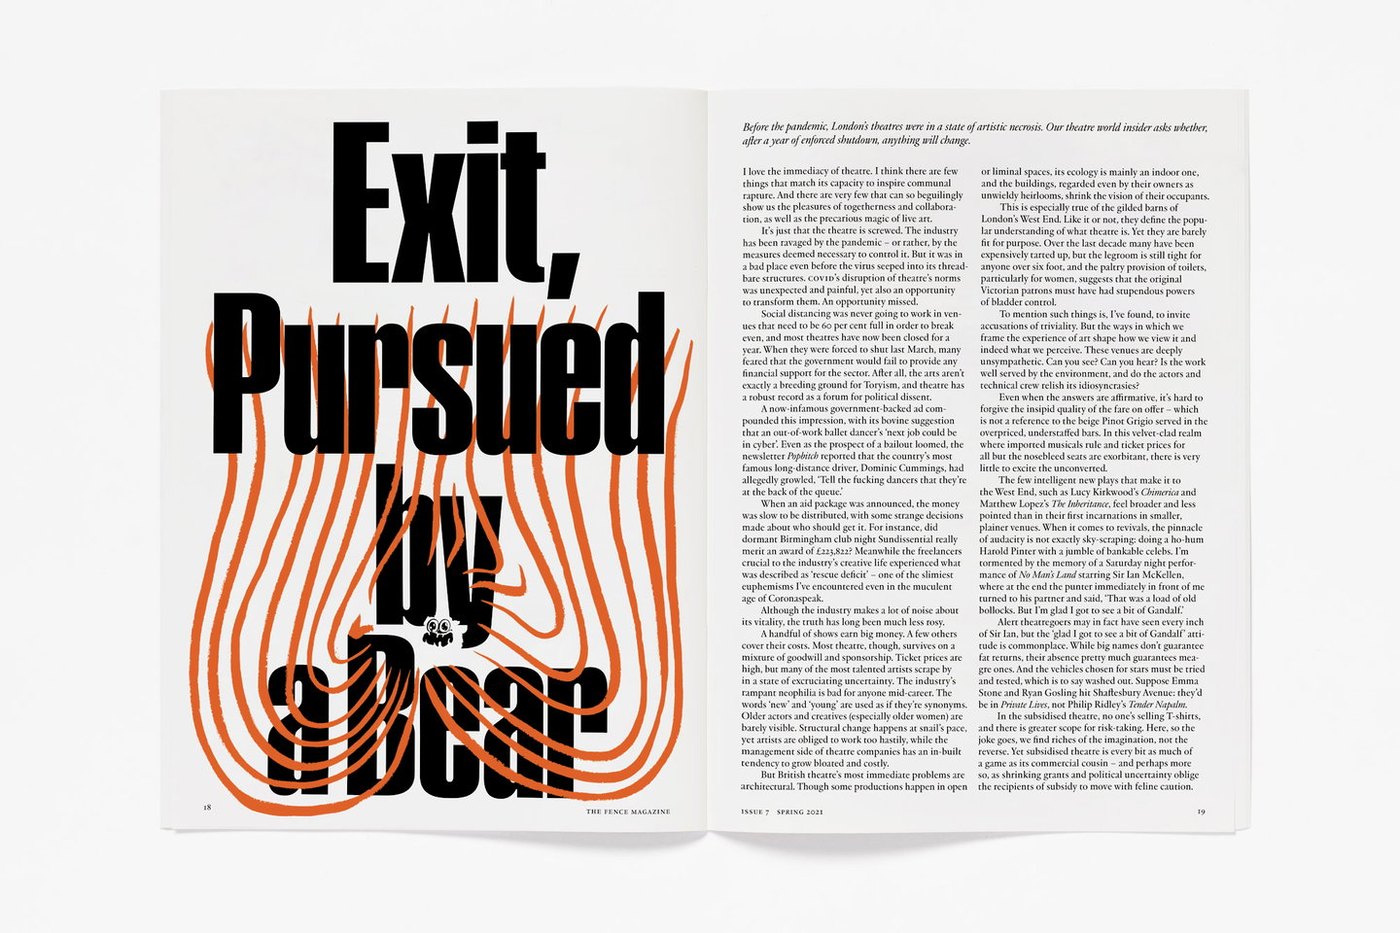 Exit,
Pursued
by
a Bear
18
THE FENCE MAGAZINE
Before the pandemic, London's theatres were in a state of artistic necrosis. Our theatre world insider asks whether,
after a year of enforced shutdown, anything will change.
I love the immediacy of theatre. I think there are few
things that match its capacity to inspire communal
rapture. And there are very few that can so beguilingly
show us the pleasures of togetherness and collabora-
tion, as well as the precarious magic of live art.
It's just that the theatre is screwed. The industry
has been ravaged by the pandemic – or rather, by the
measures deemed necessary to control it. But it was in
a bad place even before the virus seeped into its thread-
bare structures. COVID's disruption of theatre's norms
was unexpected and painful, yet also an opportunity
to transform them. An opportunity missed.
Social distancing was never going to work in ven-
ues that need to be 60 per cent full in order to break
even, and most theatres have now been closed for a
year. When they were forced to shut last March, many
feared that the government would fail to provide any
financial support for the sector. After all, the arts aren't
exactly a breeding ground for Toryism, and theatre has
a robust record as a forum for political dissent.
A now-infamous government-backed ad com-
pounded this impression, with its bovine suggestion
that an out-of-work ballet dancer's 'next job could be
in cyber'. Even as the prospect of a bailout loomed, the
newsletter Popbitch reported that the country's most
famous long-distance driver, Dominic Cummings, had
allegedly growled, 'Tell the fucking dancers that they're
at the back of the queue.'
When an aid package was announced, the money
was slow to be distributed, with some strange decisions
made about who should get it. For instance, did
dormant Birmingham club night Sundissential really
merit an award of £223,822? Meanwhile the freelancers
crucial to the industry's creative life experienced what
was described as 'rescue deficit' – one of the slimiest
euphemisms I've encountered even in the muculent
age of Coronaspeak.
Although the industry makes a lot of noise about
its vitality, the truth has long been much less rosy.
A handful of shows earn big money. A few others
cover their costs. Most theatre, though, survives on a
mixture of goodwill and sponsorship. Ticket prices are
high, but many of the most talented artists scrape by
in a state of excruciating uncertainty. The industry's
rampant neophilia is bad for anyone mid-career. The
words 'new' and 'young' are used as if they're synonyms.
Older actors and creatives (especially older women) are
barely visible. Structural change happens at snail's pace,
yet artists are obliged to work too hastily, while the
management side of theatre companies has an in-built
tendency to grow bloated and costly.
But British theatre's most immediate problems are
architectural. Though some productions happen in open
or liminal spaces, its ecology is mainly an indoor one,
and the buildings, regarded even by their owners as
unwieldy heirlooms, shrink the vision of their occupants.
This is especially true of the gilded barns of
London's West End. Like it or not, they define the popu-
lar understanding of what theatre is. Yet they are barely
fit for purpose. Over the last decade many have been
expensively tarted up, but the legroom is still tight for
anyone over six foot, and the paltry provision of toilets,
particularly for women, suggests that the original
Victorian patrons must have had stupendous powers
of bladder control.
To mention such things is, I've found, to invite
accusations of triviality. But the ways in which we
frame the experience of art shape how we view it and
indeed what we perceive. These venues are deeply
unsympathetic. Can you see? Can you hear? Is the work
well served by the environment, and do the actors and
technical crew relish its idiosyncrasies?
Even when the answers are affirmative, it's hard to
forgive the insipid quality of the fare on offer – which
is not a reference to the beige Pinot Grigio served in the
overpriced, understaffed bars. In this velvet-clad realm
where imported musicals rule and ticket prices for
all but the nosebleed seats are exorbitant, there is very
little to excite the unconverted.
The few intelligent new plays that make it to
the West End, such as Lucy Kirkwood's Chimerica and
Matthew Lopez's The Inheritance, feel broader and less
pointed than in their first incarnations in smaller,
plainer venues. When it comes to revivals, the pinnacle
of audacity is not exactly sky-scraping: doing a ho-hum
Harold Pinter with a jumble of bankable celebs. I'm
tormented by the memory of a Saturday night perfor-
mance of No Man's Land starring Sir Ian McKellen,
where at the end the punter immediately in front of me
turned to his partner and said, 'That was a load of old
bollocks. But I'm glad I got to see a bit of Gandalf.'
Alert theatregoers may in fact have seen every inch
of Sir Ian, but the 'glad I got to see a bit of Gandalf' atti-
tude is commonplace. While big names don't guarantee
fat returns, their absence pretty much guarantees mea-
gre ones. And the vehicles chosen for stars must be tried
and tested, which is to say washed out. Suppose Emma
Stone and Ryan Gosling hit Shaftesbury Avenue: they'd
be in Private Lives, not Philip Ridley's Tender Napalm.
In the subsidised theatre, no one's selling T-shirts,
and there is greater scope for risk-taking. Here, so the
joke goes, we find riches of the imagination, not the
reverse. Yet subsidised theatre is every bit as much of
a game as its commercial cousin – and perhaps more
so, as shrinking grants and political uncertainty oblige
the recipients of subsidy to move with feline caution.
ISSUE 7 SPRING 2021
19